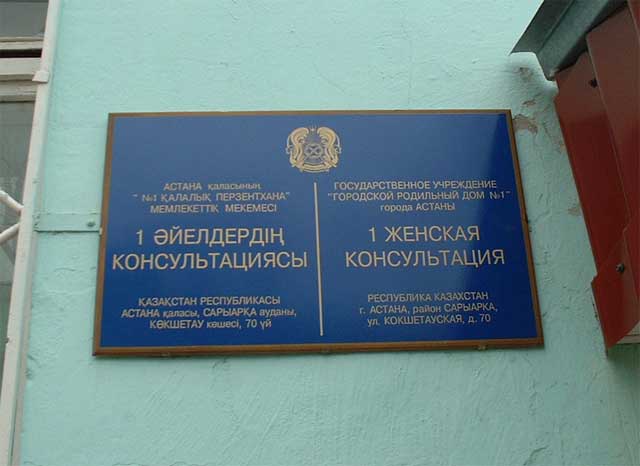 АСТАНА қаласының
"№1 ҚАЛАЛЫҚ ПЕРЗЕНТХАНА"
МЕМЛЕКЕТТІК МЕКЕМЕСІ
1 ӘЙЕЛДЕРДІҢ
КОНСУЛЬТАЦИЯСЫ
ҚАЗАҚСТАН РЕСПУБЛИКАСЫ
АСТАНА қаласы, САРЫАРҚА ауданы,
КӨКШЕТАУ көшесі, 70 үй
ГОСУДАРСТВЕННОЕ УЧРЕЖДЕНИЕ
"ГОРОДСКОЙ РОДИЛЬНЫЙ ДОМ №1"
города АСТАНЫ
1 ЖЕНСКАЯ
КОНСУЛЬТАЦИЯ
РЕСПУБЛИКА КАЗАХСТАН
г. АСТАНА, район САРЫАРКА,
ул. КОКШЕТАУСКАЯ, д. 70